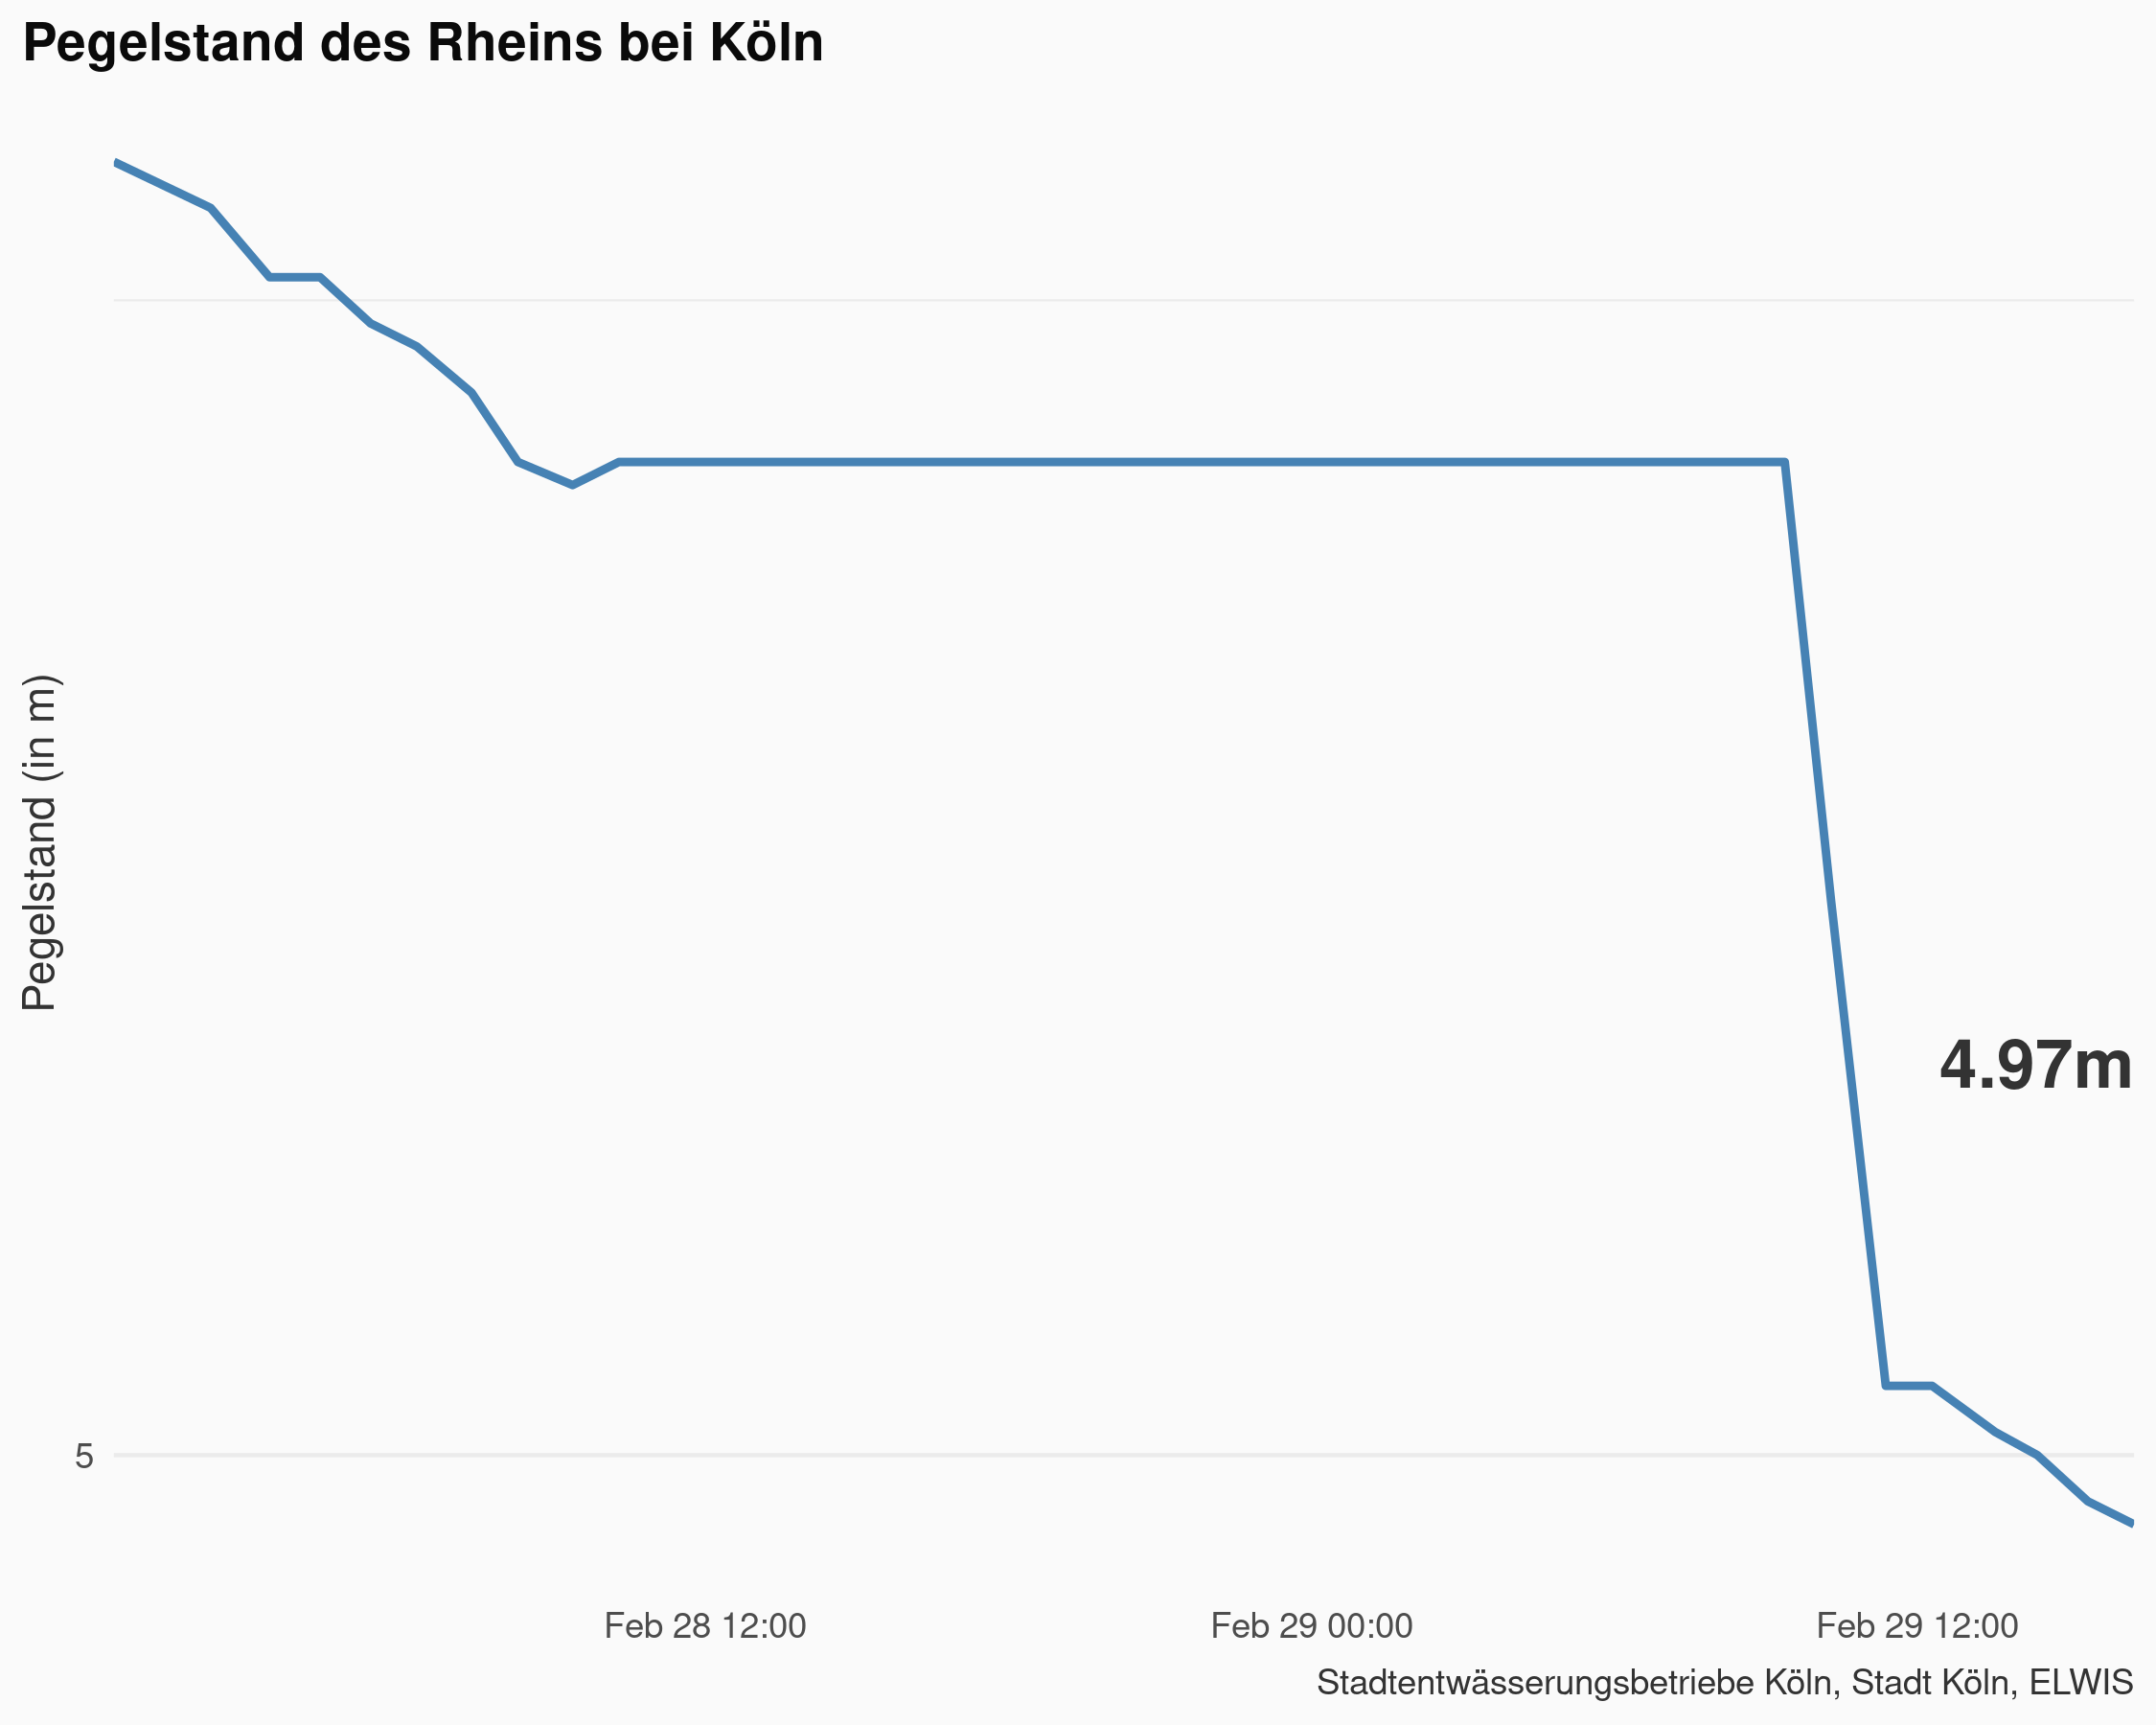 Pegelstand des Rheins bei Köln
Pegelstand (in m)
4.97m
5
Feb 28 12:00
Feb 29 00:00
Feb 29 12:00
Stadtentwässerungsbetriebe Köln, Stadt Köln, ELWIS